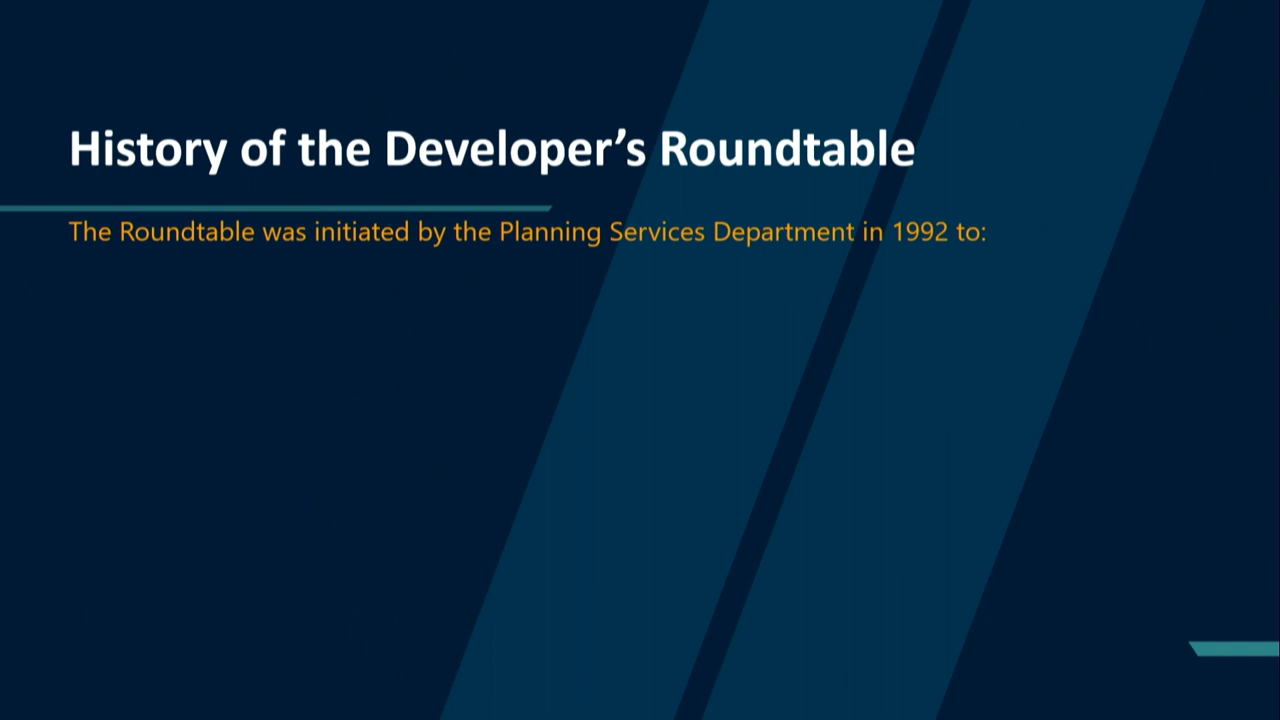 History of the Developer’s Roundtable
The Roundtable was initiated by the Planning Services Department in 1992 to: